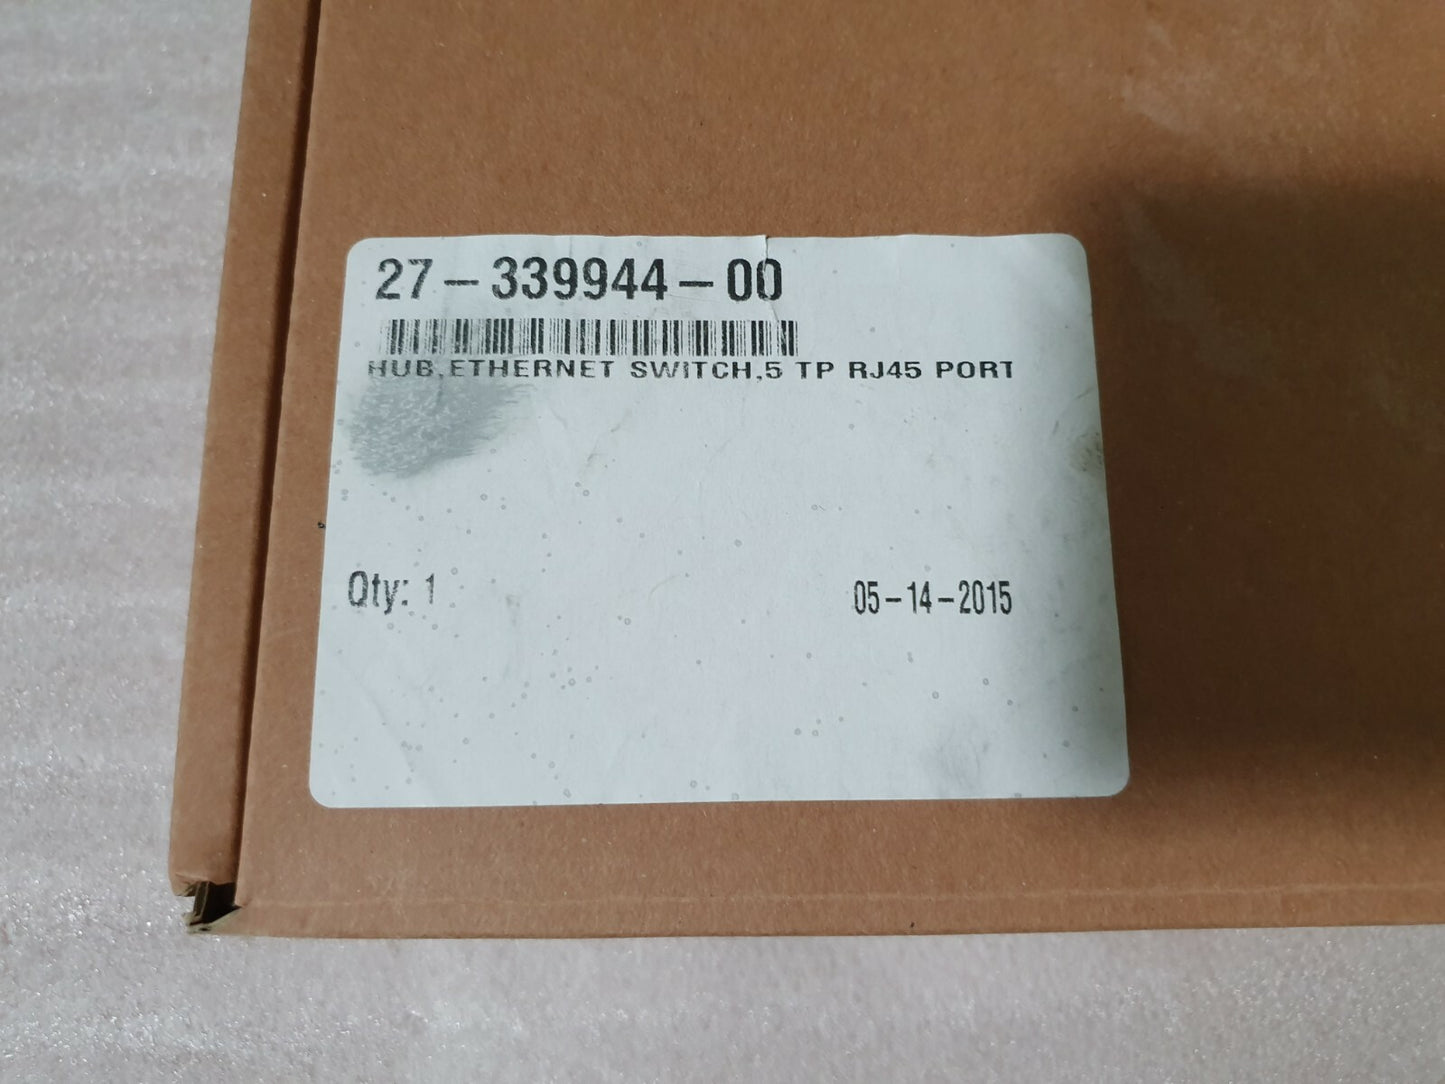 27-339944-00
HUB,ETHERNET SWITCH,5 TP RJ45 PORT
Qty: 1
05-14-2015